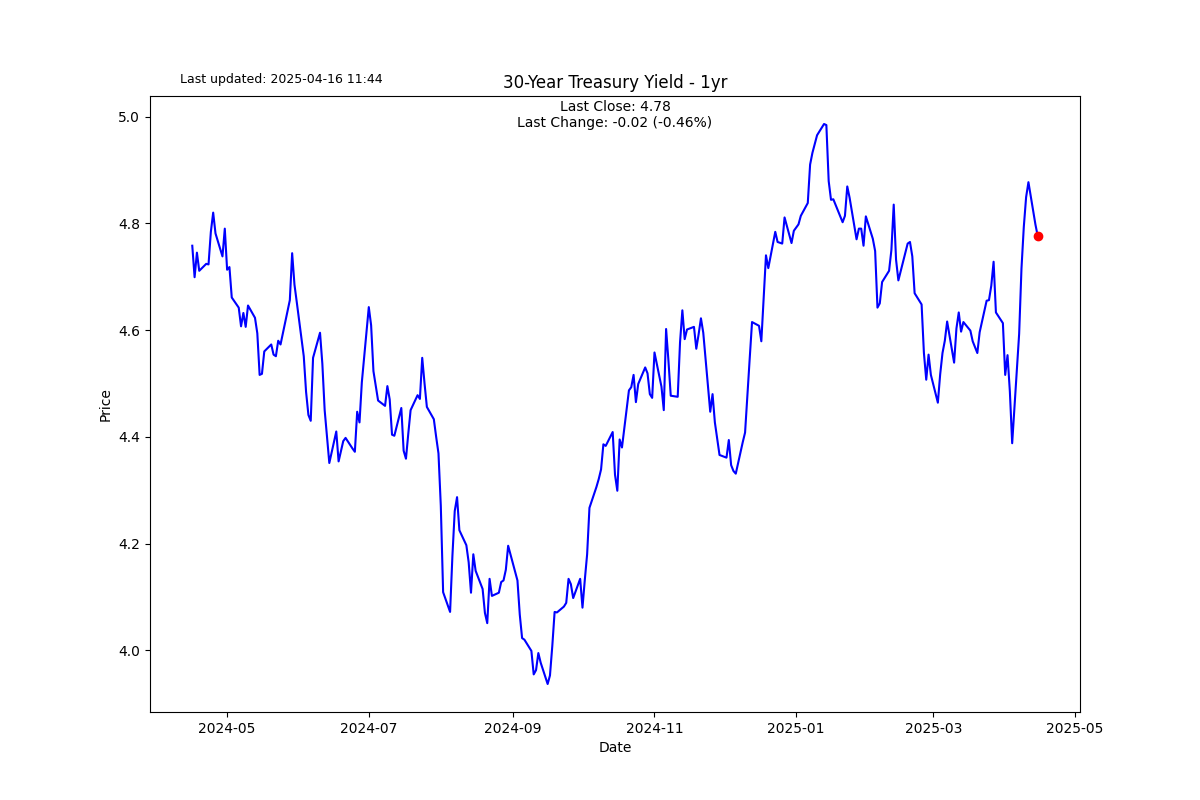 Last updated: 2025-04-16 11:44
30-Year Treasury Yield - 1yr
Last Close: 4.78
Last Change: -0.02 (-0.46%)
Price
5.0
4.8
4.6
4.4
4.2
4.0
2024-05
2024-07
2024-09
2024-11
2025-01
2025-03
2025-05
Date